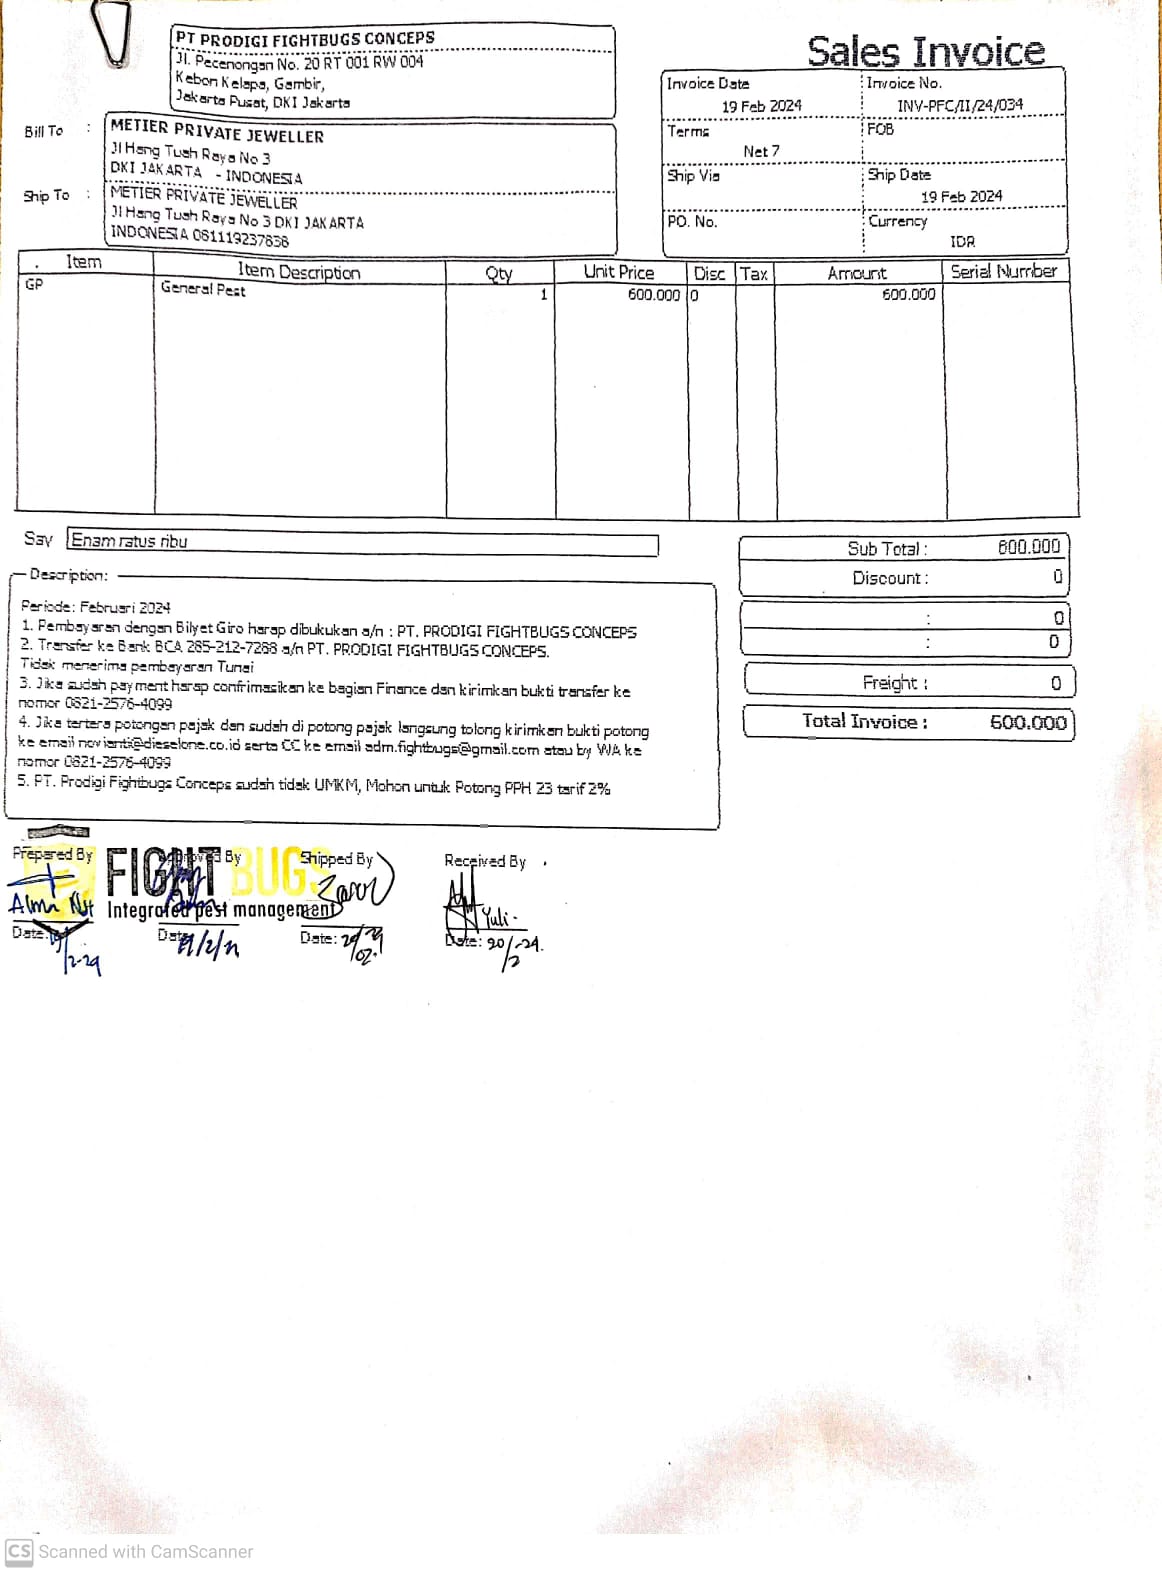 PT PRODIGI FIGHTBUGS CONCEPS
Jl. Pecenongan No. 20 RT 001 RW 004
Kebon Kelapa, Gambir,
Jakarta Pusat, DKI Jakarta
Sales Invoice
Invoice Date
19 Feb 2024
Invoice No.
INV-PFC/II/24/034
Terms
Net 7
FOB
Ship Via
Ship Date
19 Feb 2024
PO. No.
Currency
IDR
Bill To :
METIER PRIVATE JEWELLER
Jl Hang Tuah Raya No 3
DKI JAKARTA - INDONESIA
Ship To :
METIER PRIVATE JEWELLER
Jl Hang Tuah Raya No 3 DKI JAKARTA
INDONESIA 081119237838
Item Item Description Qty Unit Price Disc Tax Amount Serial Number
GP General Pest 1 600.000 0 600.000
Say Enam ratus ribu
Sub Total : 600.000
Discount : 0
: 0
: 0
Freight : 0
Total Invoice : 600.000
Description:
Periode: Februari 2024
1. Pembayaran dengan Bilyet Giro harap dibukukan a/n : PT. PRODIGI FIGHTBUGS CONCEPS
2. Transfer ke Bank BCA 285-212-7288 a/n PT. PRODIGI FIGHTBUGS CONCEPS.
Tidak menerima pembayaran Tunai
3. Jika sudah payment harap confrimasikan ke bagian Finance dan kirimkan bukti transfer ke
nomor 0821-2576-4099
4. Jika tertera potongan pajak dan sudah di potong pajak langsung tolong kirimkan bukti potong
ke email novianti@dieselone.co.id serta CC ke email adm.fightbugs@gmail.com atau by WA ke
nomor 0821-2576-4099
5. PT. Prodigi Fightbugs Conceps sudah tidak UMKM, Mohon untuk Potong PPH 23 tarif 2%
Prepared By Approved By Shipped By Received By
FIGHT BUGS
Integrated pest management
Yuli-
Date: Date: Date: Date: 20/2-24.
CS Scanned with CamScanner